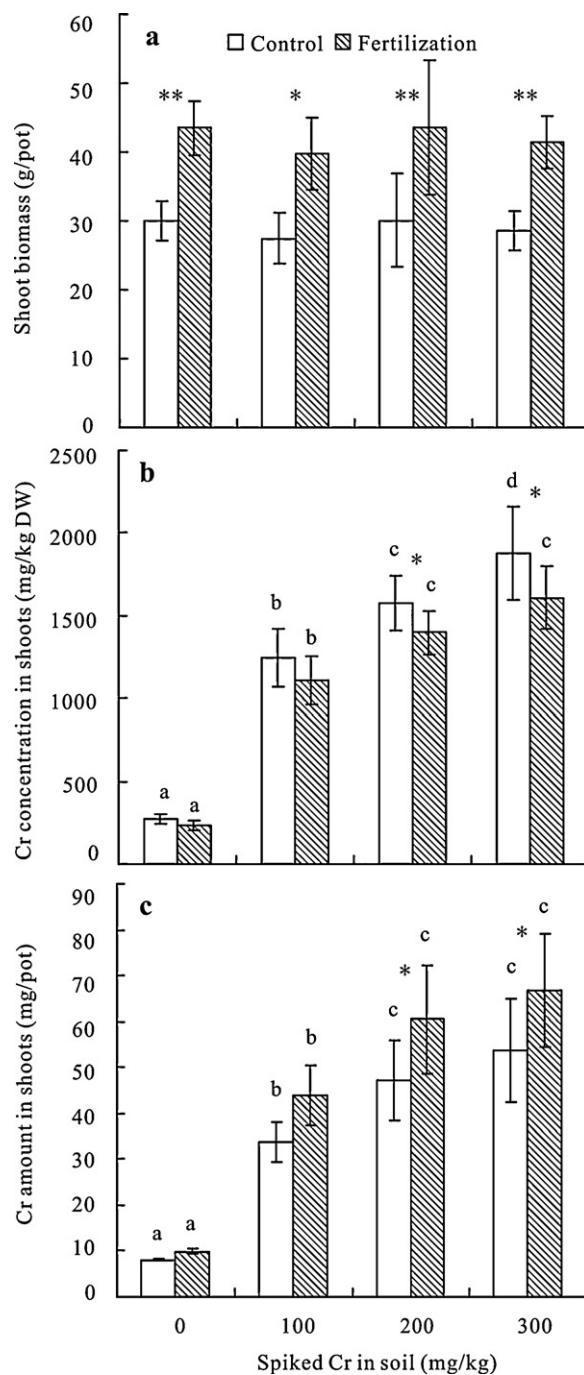 a
Control Fertilization
** * ** **
60
50
40
30
20
10
0
Shoot biomass (g/pot)
b
2500
2000
1500
1000
500
0
Cr concentration in shoots (mg/kg DW)
a a b b c * c d * c
c
90
80
70
60
50
40
30
20
10
0
Cr amount in shoots (mg/pot)
a a b b c * c c * c
0 100 200 300
Spiked Cr in soil (mg/kg)